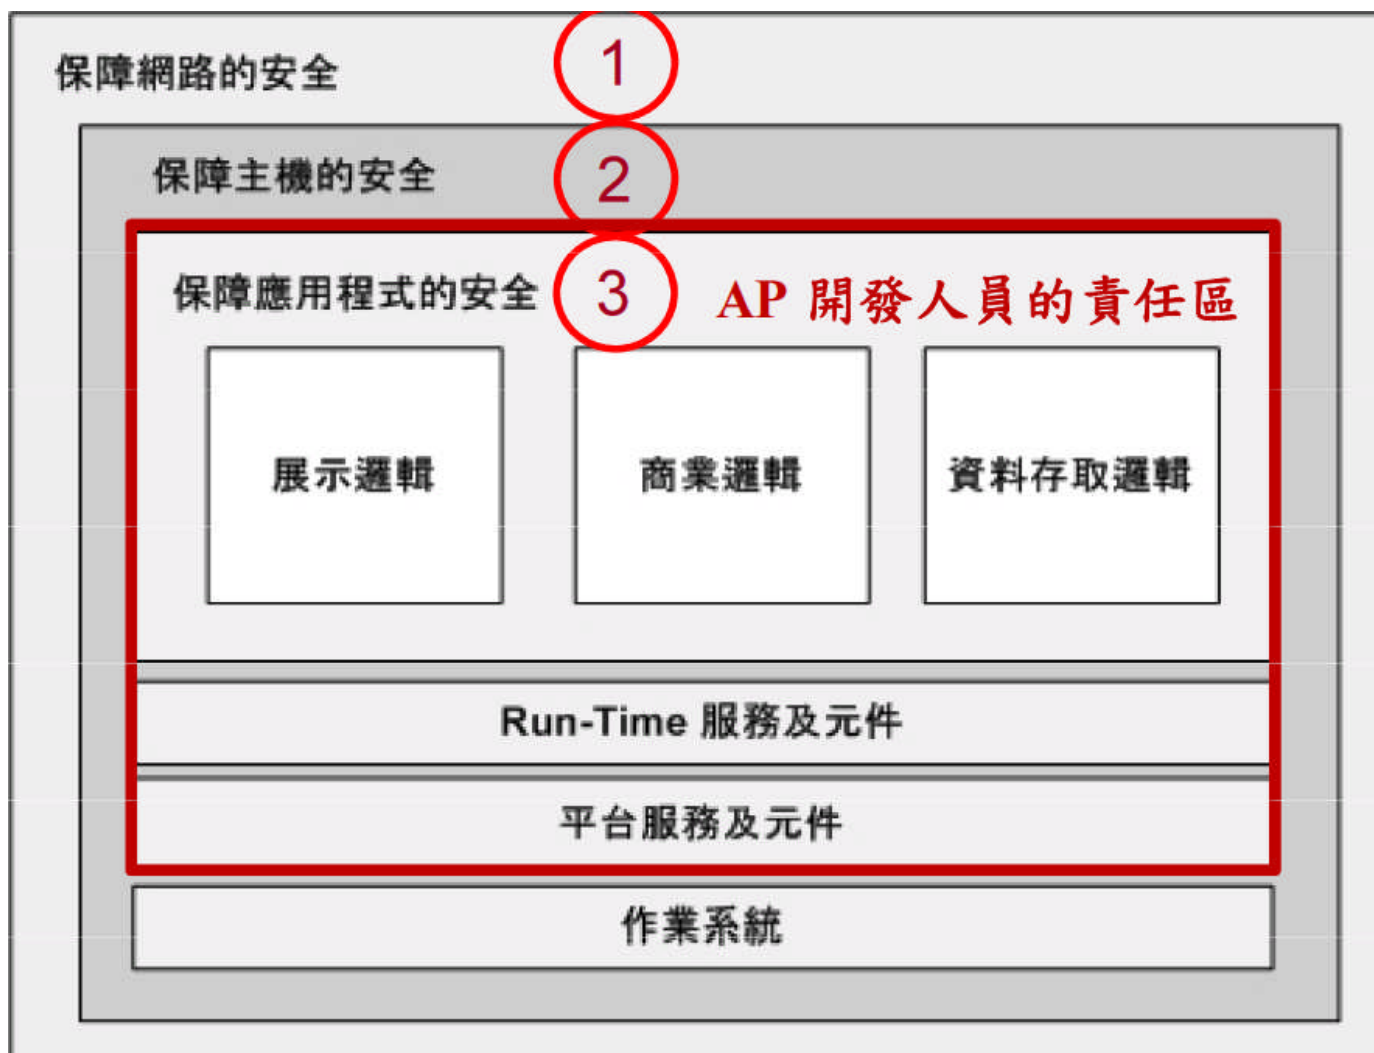 保障網路的安全 1
保障主機的安全 2
保障應用程式的安全 3 AP 開發人員的責任區
展示邏輯 商業邏輯 資料存取邏輯
Run-Time 服務及元件
平台服務及元件
作業系統